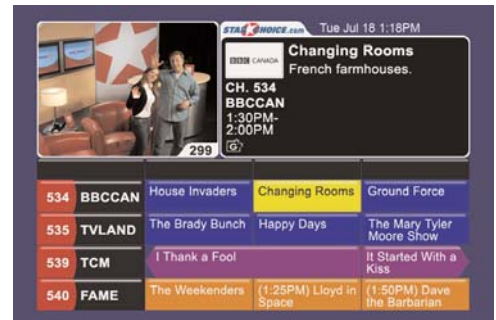 STAR CHOICE.com Tue Jul 18 1:18PM
BBC CANADA
Changing Rooms
French farmhouses.
CH. 534
BBCCAN
1:30PM-
2:00PM
G
299
534 BBCCAN House Invaders Changing Rooms Ground Force
535 TVLAND The Brady Bunch Happy Days The Mary Tyler
Moore Show
539 TCM I Thank a Fool It Started With a
Kiss
540 FAME The Weekenders (1:25PM) Lloyd in
Space
(1:50PM) Dave
the Barbarian